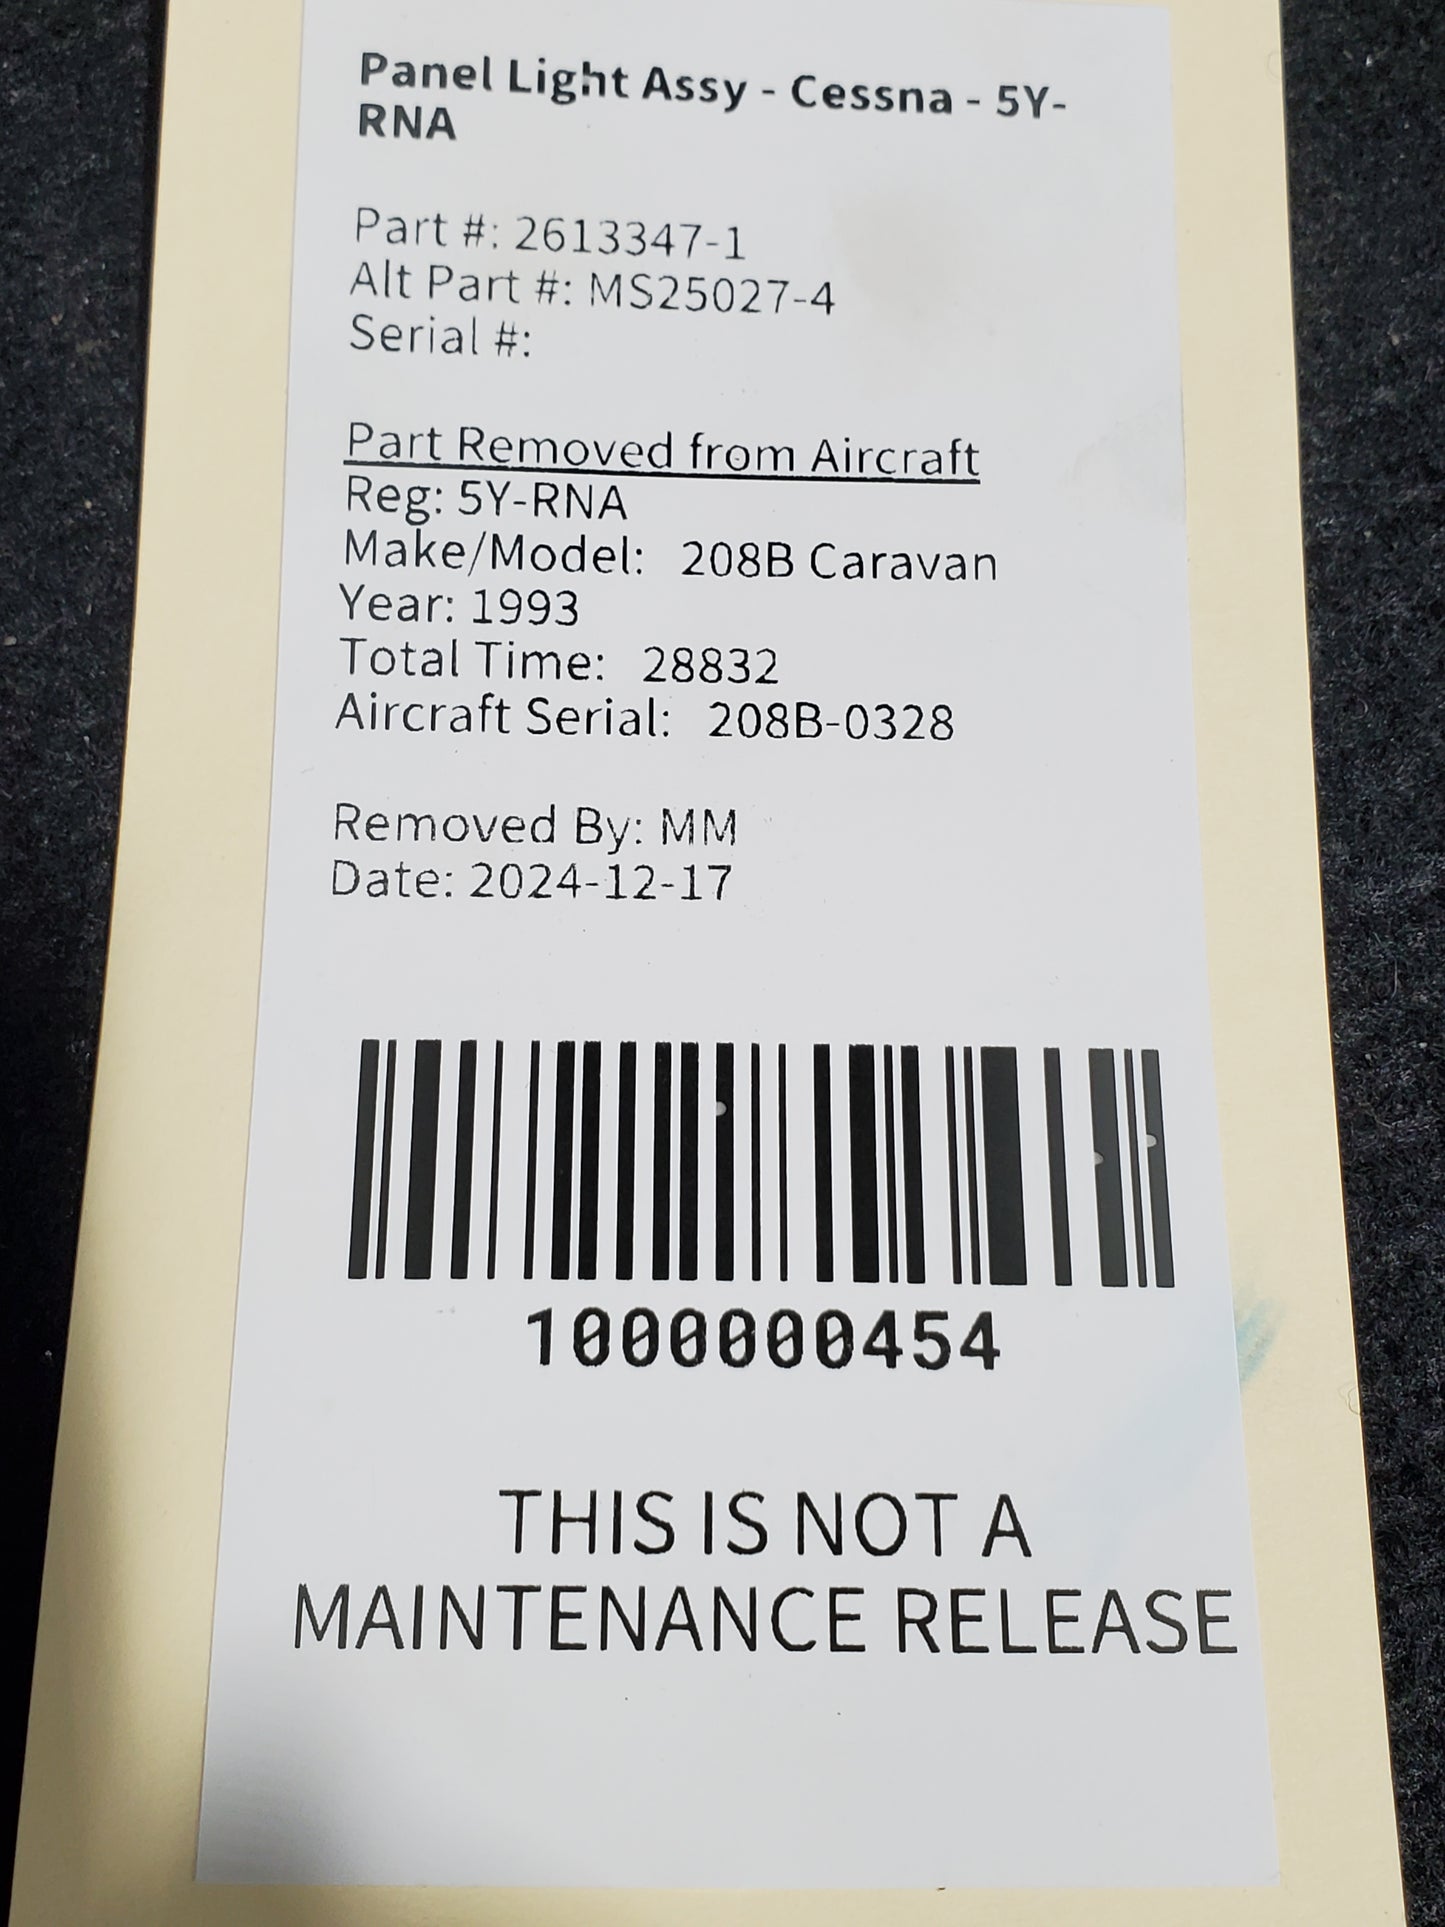 Panel Light Assy - Cessna - 5Y-
RNA
Part #: 2613347-1
Alt Part #: MS25027-4
Serial #:
Part Removed from Aircraft
Reg: 5Y-RNA
Make/Model: 208B Caravan
Year: 1993
Total Time: 28832
Aircraft Serial: 208B-0328
Removed By: MM
Date: 2024-12-17
1000000454
THIS IS NOT A
MAINTENANCE RELEASE